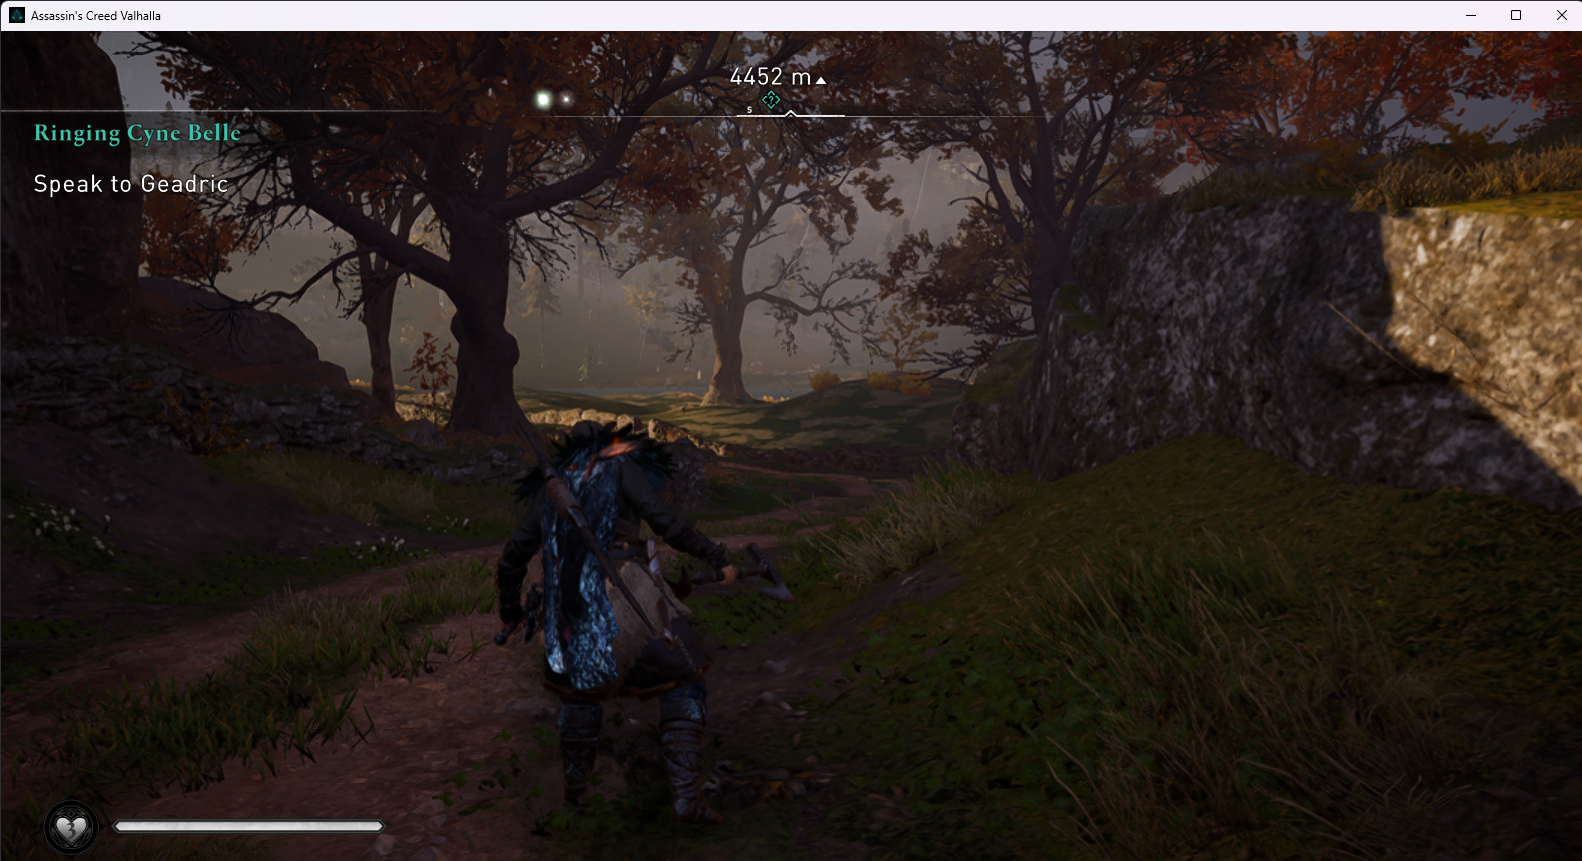 Assassin's Creed Valhalla
4452 m
?
S
Ringing Cyne Belle
Speak to Geadric
3